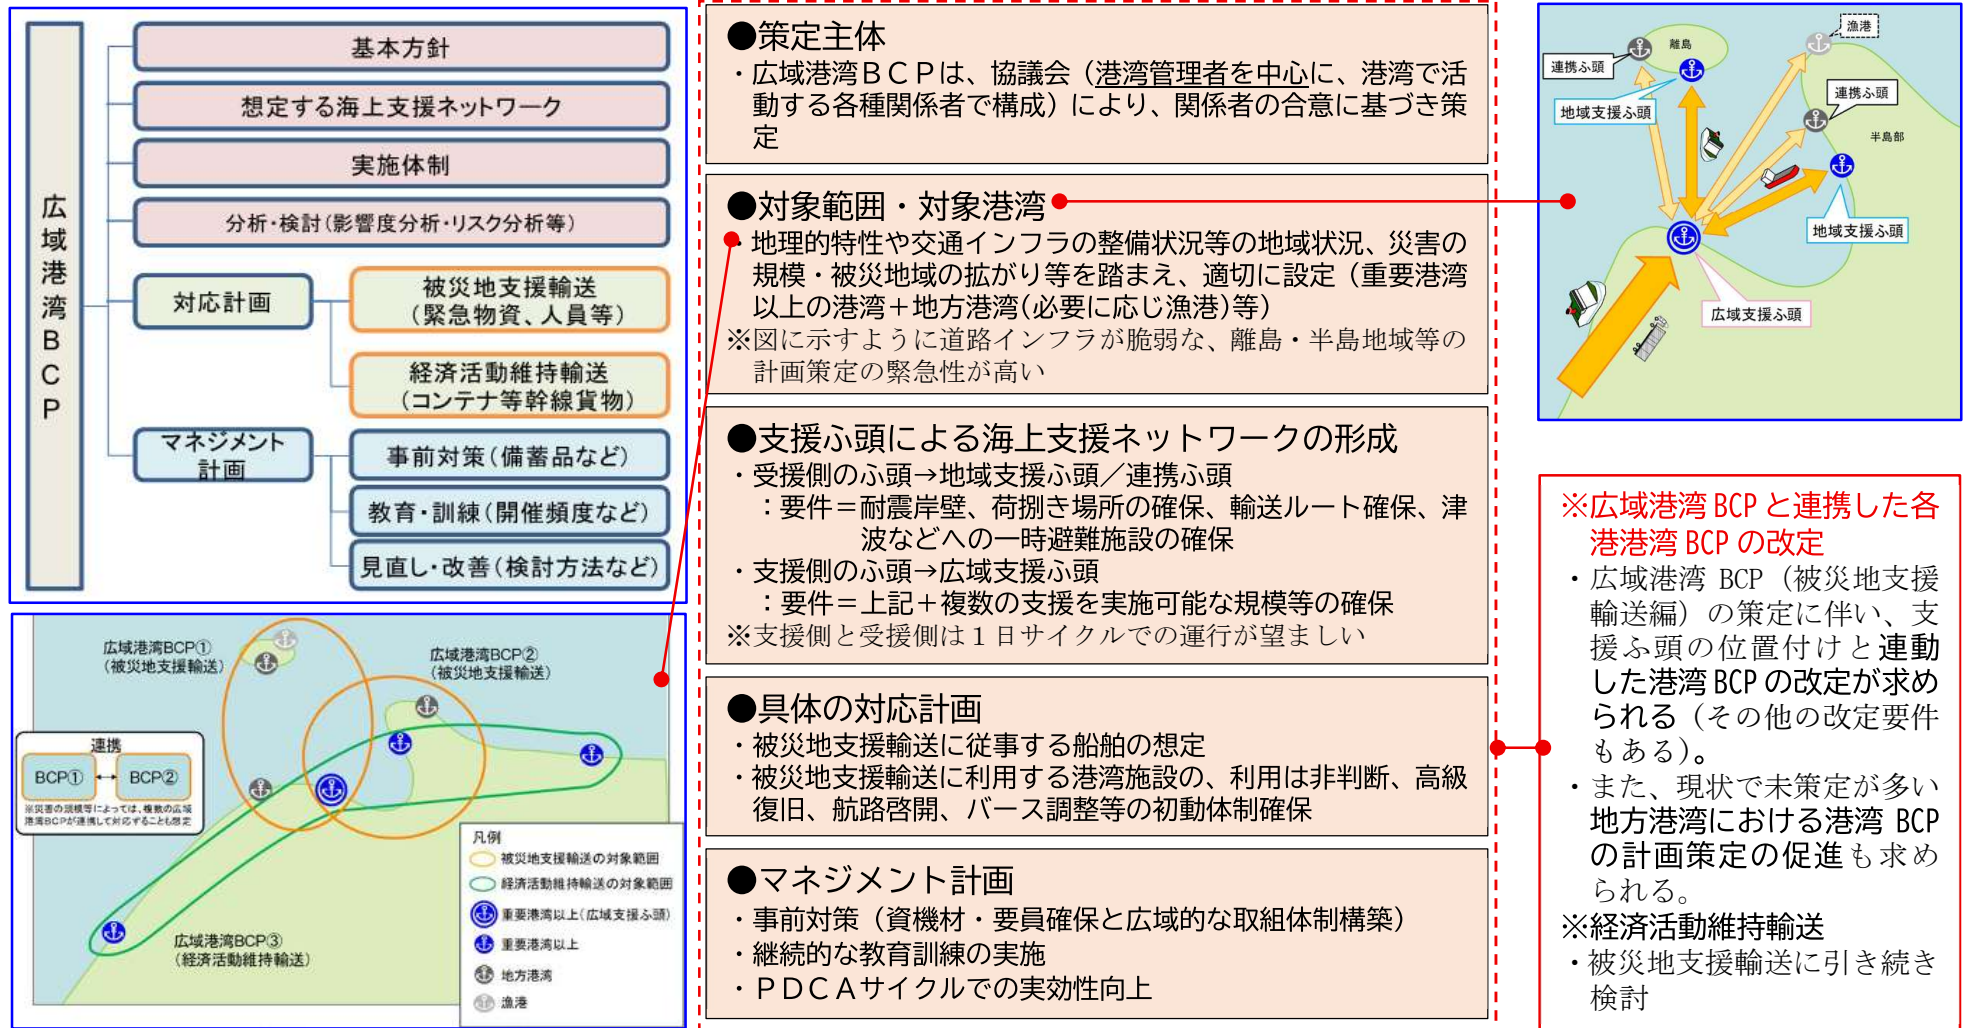 広域港湾BCP
基本方針
想定する海上支援ネットワーク
実施体制
分析・検討(影響度分析・リスク分析等)
対応計画
被災地支援輸送
(緊急物資、人員等)
経済活動維持輸送
(コンテナ等幹線貨物)
マネジメント
計画
事前対策(備蓄品など)
教育・訓練(開催頻度など)
見直し・改善(検討方法など)
広域港湾BCP①
(被災地支援輸送)
広域港湾BCP②
(被災地支援輸送)
連携
BCP①
BCP②
※災害の規模等によっては、複数の広域
港湾BCPが連携して対応することも想定
広域港湾BCP③
(経済活動維持輸送)
凡例
被災地支援輸送の対象範囲
経済活動維持輸送の対象範囲
重要港湾以上(広域支援ふ頭)
重要港湾以上
地方港湾
漁港
●策定主体
・広域港湾ＢＣＰは、協議会（港湾管理者を中心に、港湾で活
動する各種関係者で構成）により、関係者の合意に基づき策
定
●対象範囲・対象港湾
・地理的特性や交通インフラの整備状況等の地域状況、災害の
規模・被災地域の拡がり等を踏まえ、適切に設定（重要港湾
以上の港湾＋地方港湾(必要に応じ漁港)等）
※図に示すように道路インフラが脆弱な、離島・半島地域等の
計画策定の緊急性が高い
●支援ふ頭による海上支援ネットワークの形成
・受援側のふ頭→地域支援ふ頭／連携ふ頭
：要件＝耐震岸壁、荷捌き場所の確保、輸送ルート確保、津
波などへの一時避難施設の確保
・支援側のふ頭→広域支援ふ頭
：要件＝上記＋複数の支援を実施可能な規模等の確保
※支援側と受援側は１日サイクルでの運行が望ましい
●具体の対応計画
・被災地支援輸送に従事する船舶の想定
・被災地支援輸送に利用する港湾施設の、利用は非判断、高級
復旧、航路啓開、バース調整等の初動体制確保
●マネジメント計画
・事前対策（資機材・要員確保と広域的な取組体制構築）
・継続的な教育訓練の実施
・ＰＤＣＡサイクルでの実効性向上
漁港
離島
連携ふ頭
連携ふ頭
地域支援ふ頭
半島部
地域支援ふ頭
広域支援ふ頭
※広域港湾 BCP と連携した各
港港湾 BCP の改定
・広域港湾 BCP（被災地支援
輸送編）の策定に伴い、支
援ふ頭の位置付けと連動
した港湾 BCP の改定が求め
られる（その他の改定要件
もある）。
・また、現状で未策定が多い
地方港湾における港湾 BCP
の計画策定の促進も求め
られる。
※経済活動維持輸送
・被災地支援輸送に引き続き
検討